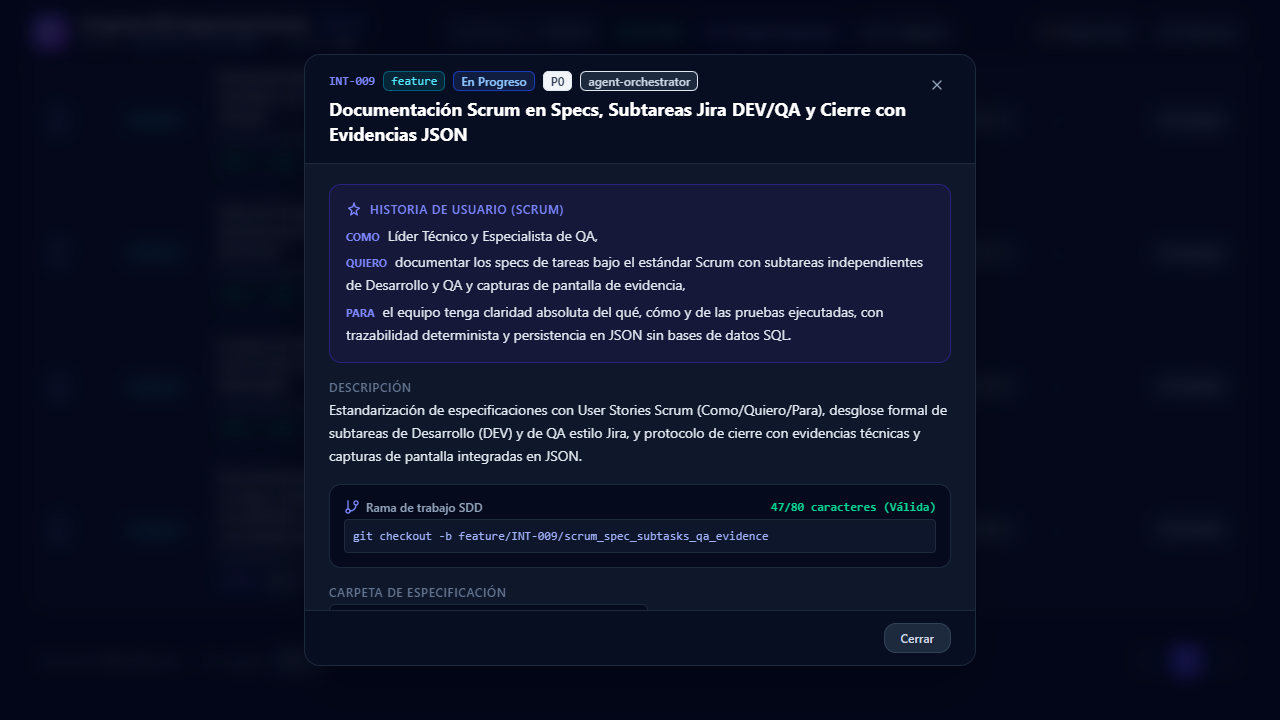 INT-009 feature En Progreso P0 agent-orchestrator
Documentación Scrum en Specs, Subtareas Jira DEV/QA y Cierre con
Evidencias JSON
HISTORIA DE USUARIO (SCRUM)
COMO Líder Técnico y Especialista de QA,
QUIERO documentar los specs de tareas bajo el estándar Scrum con subtareas independientes
de Desarrollo y QA y capturas de pantalla de evidencia,
PARA el equipo tenga claridad absoluta del qué, cómo y de las pruebas ejecutadas, con
trazabilidad determinista y persistencia en JSON sin bases de datos SQL.
DESCRIPCIÓN
Estandarización de especificaciones con User Stories Scrum (Como/Quiero/Para), desglose formal de
subtareas de Desarrollo (DEV) y de QA estilo Jira, y protocolo de cierre con evidencias técnicas y
capturas de pantalla integradas en JSON.
Rama de trabajo SDD 47/80 caracteres (Válida)
git checkout -b feature/INT-009/scrum_spec_subtasks_qa_evidence
CARPETA DE ESPECIFICACIÓN
Cerrar